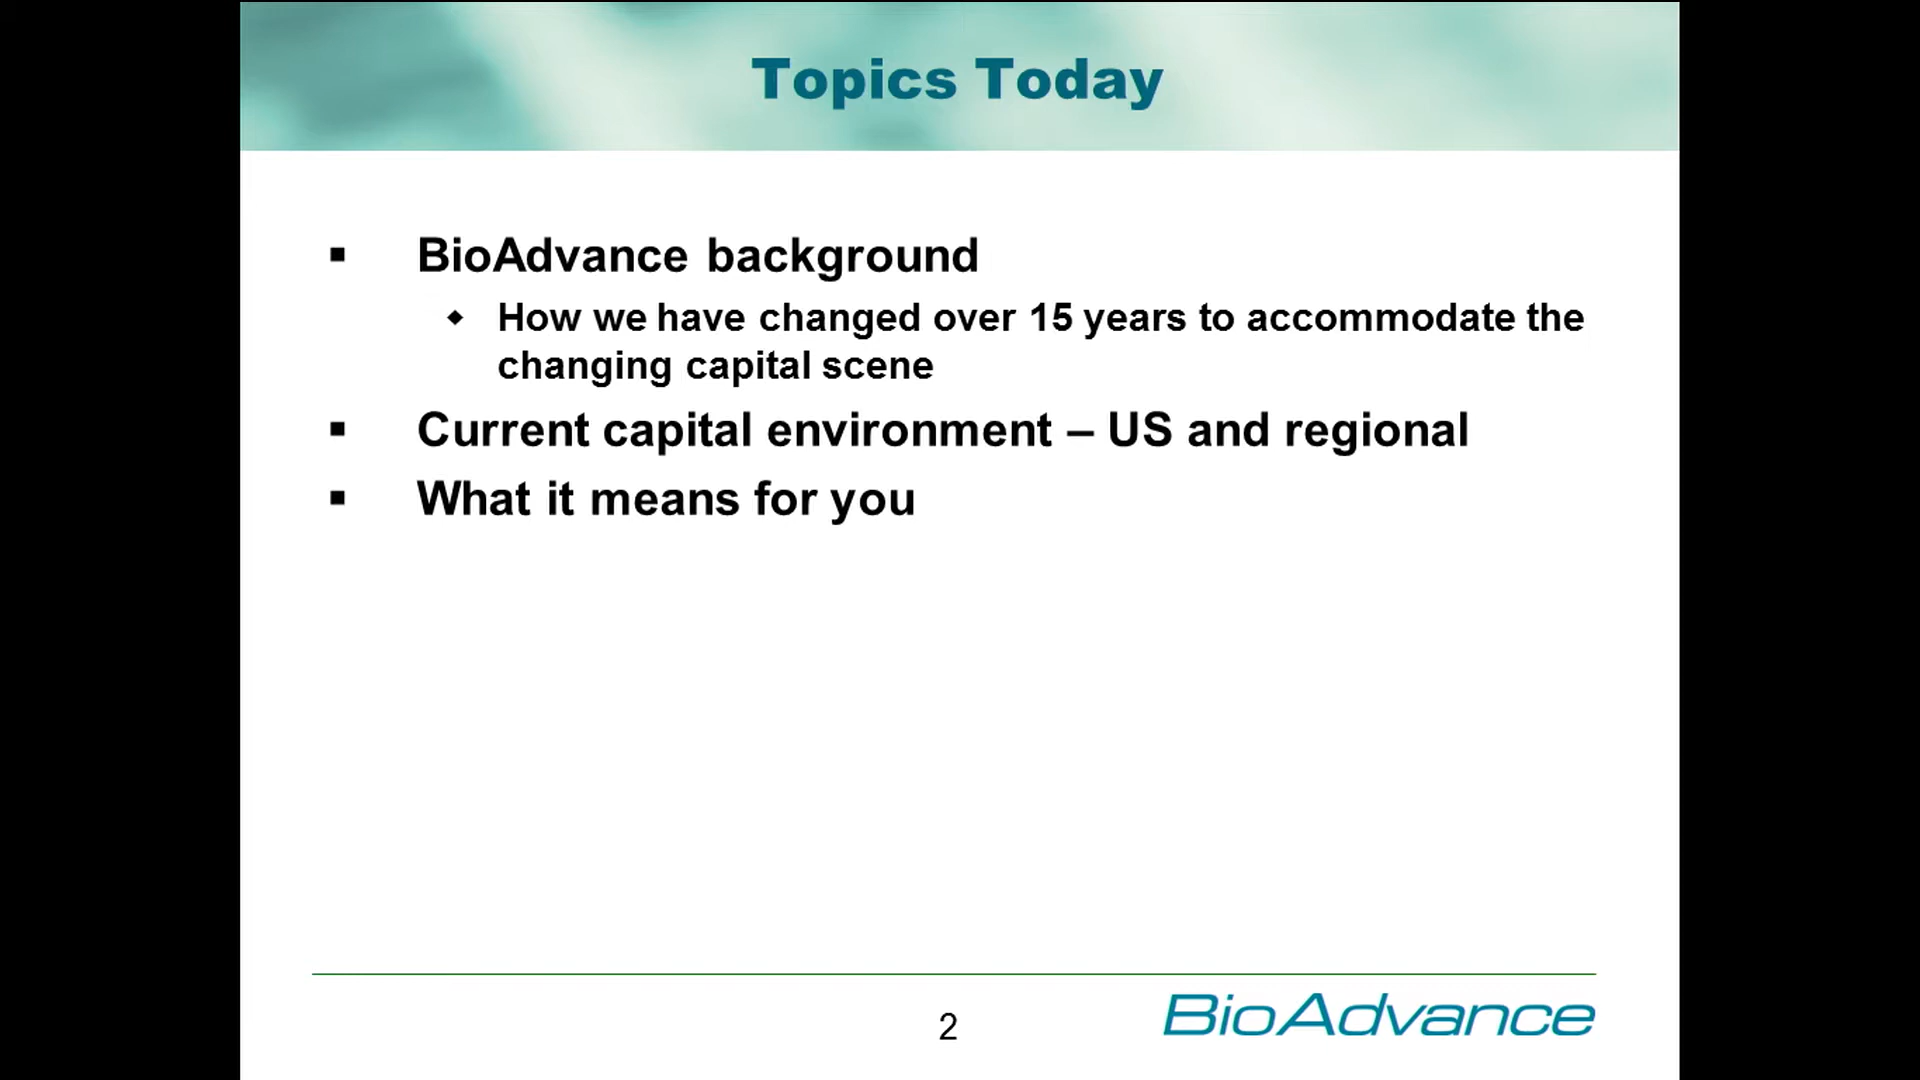 Topics Today
▪ BioAdvance background
◆ How we have changed over 15 years to accommodate the
changing capital scene
▪ Current capital environment – US and regional
▪ What it means for you
2
BioAdvance